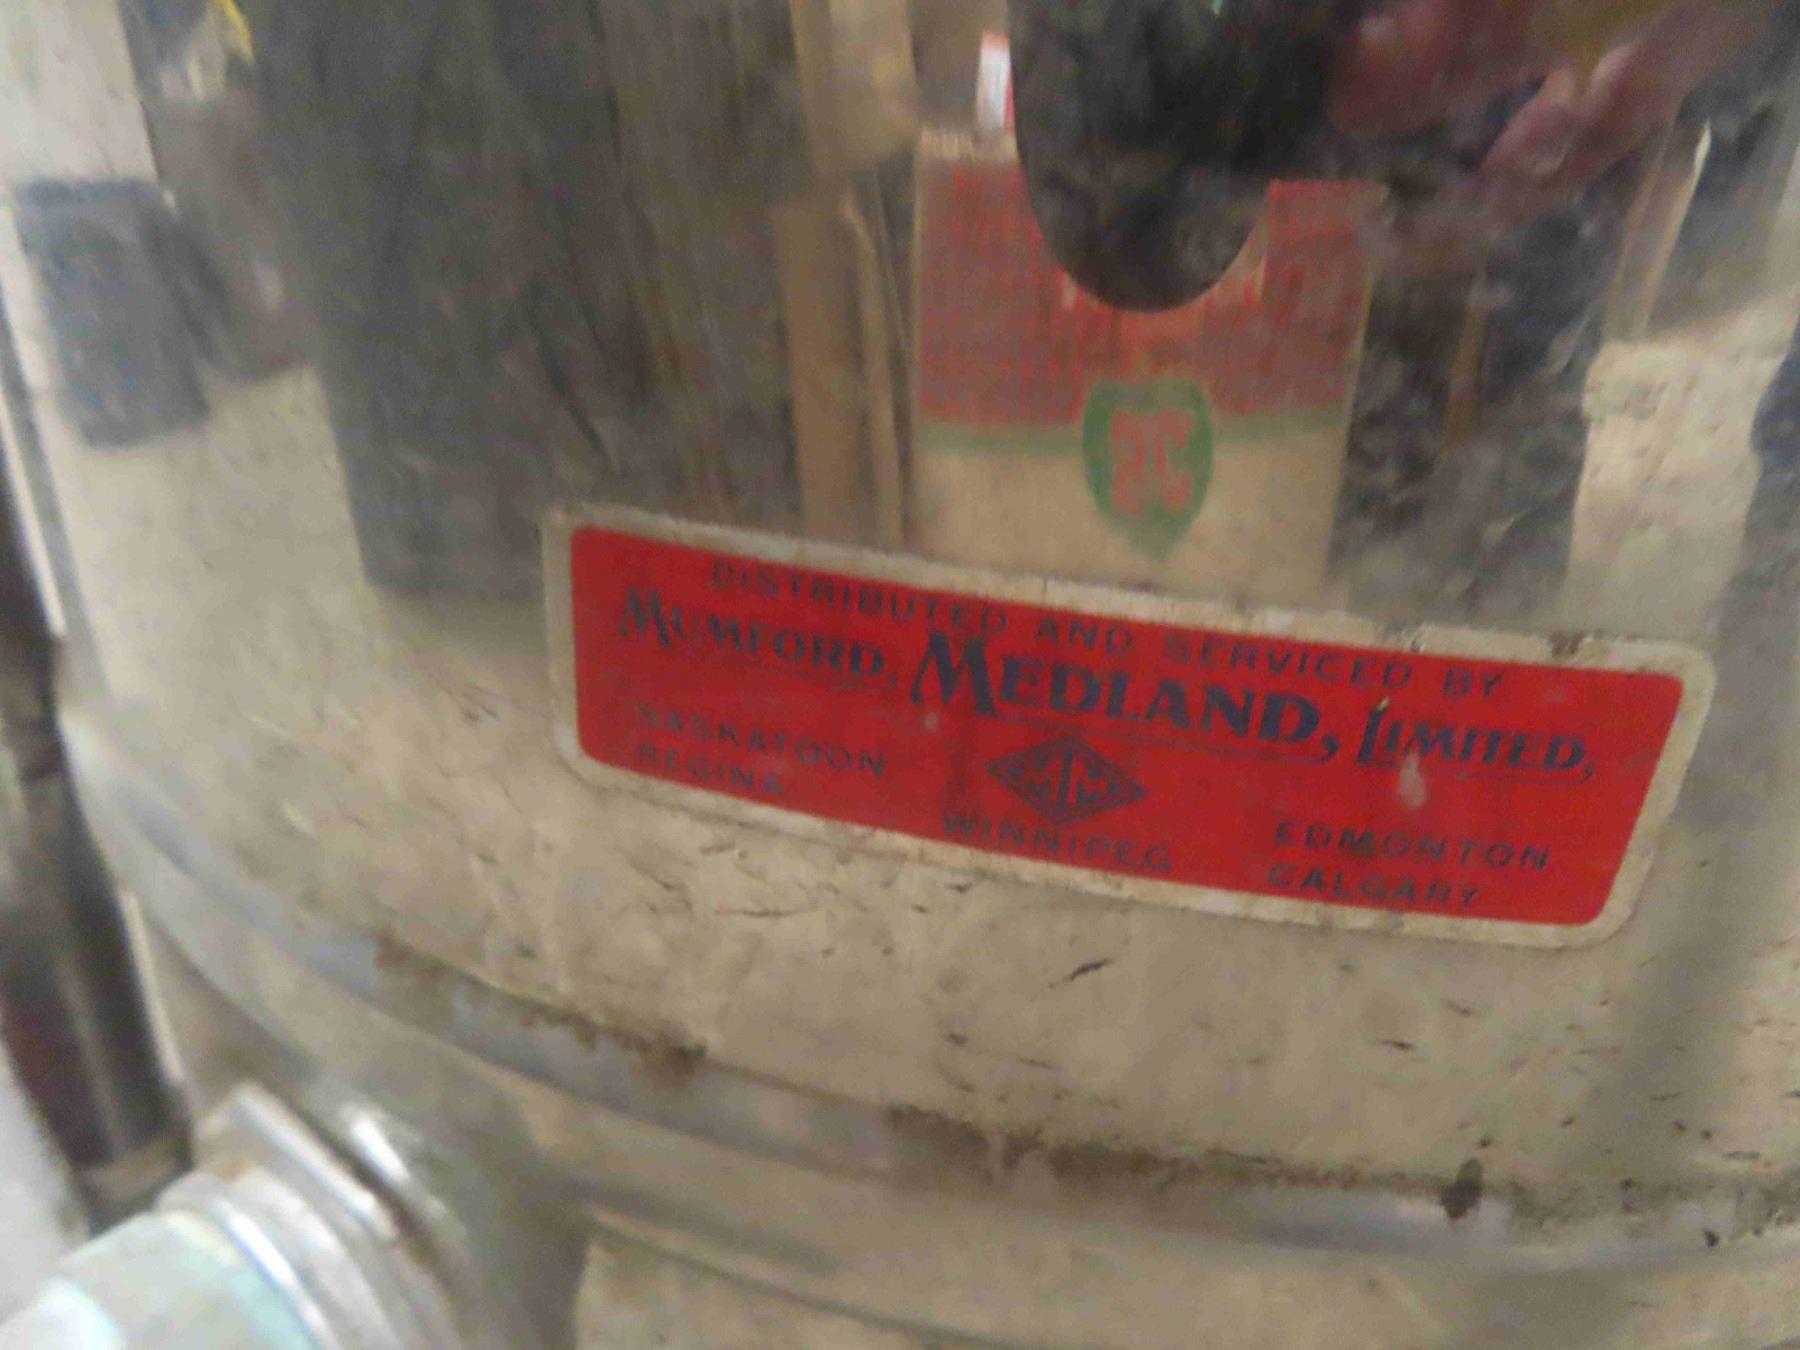 DISTRIBUTED AND SERVICED BY
MUMFORD, MEDLAND, LIMITED,
SASKATOON
REGINA
WINNIPEG
EDMONTON
CALGARY